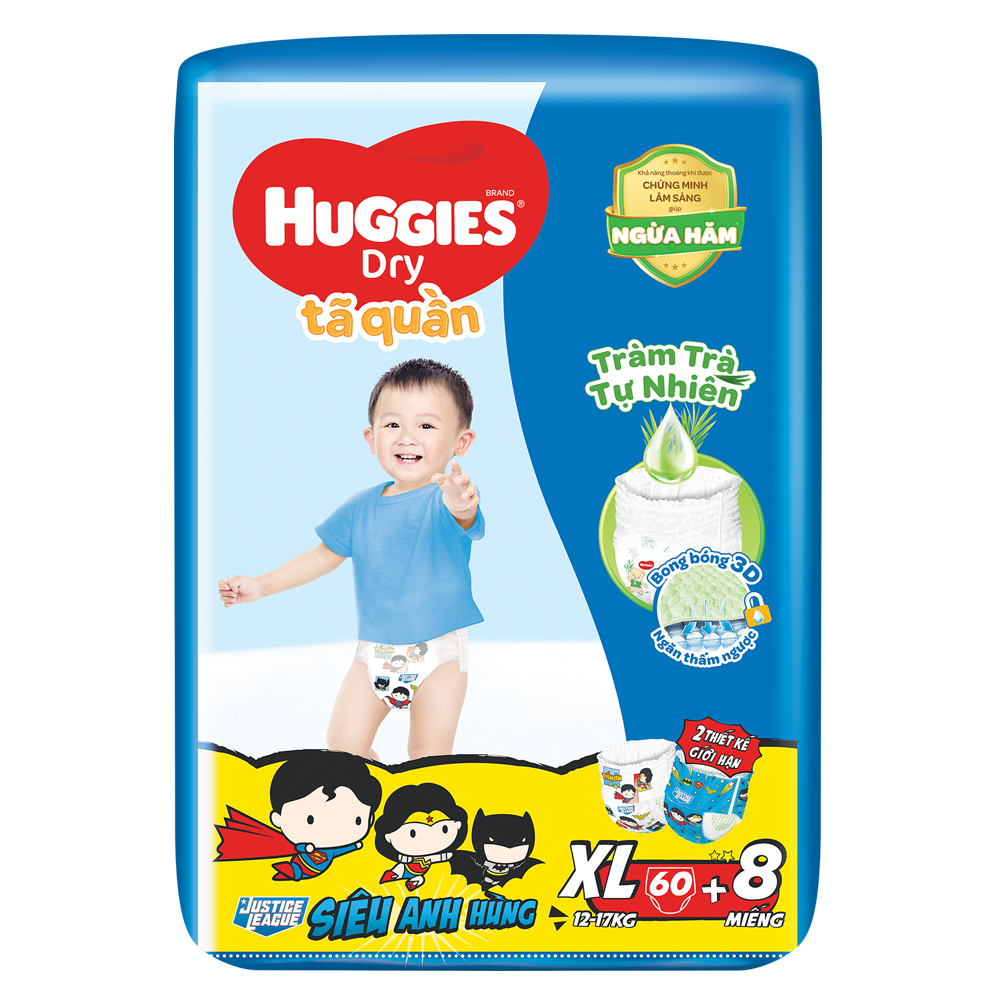 HUGGIES®
BRAND
Dry
tã quần
Khả năng thoáng khí được
CHỨNG MINH
LÂM SÀNG
giúp
NGỪA HĂM
Tràm Trà
Tự Nhiên
Bong bóng 3D
Ngăn thấm ngược
2 THIẾT KẾ
GIỚI HẠN
JUSTICE
LEAGUE
SIÊU ANH HÙNG
XL 60 + 8
12-17KG
MIẾNG